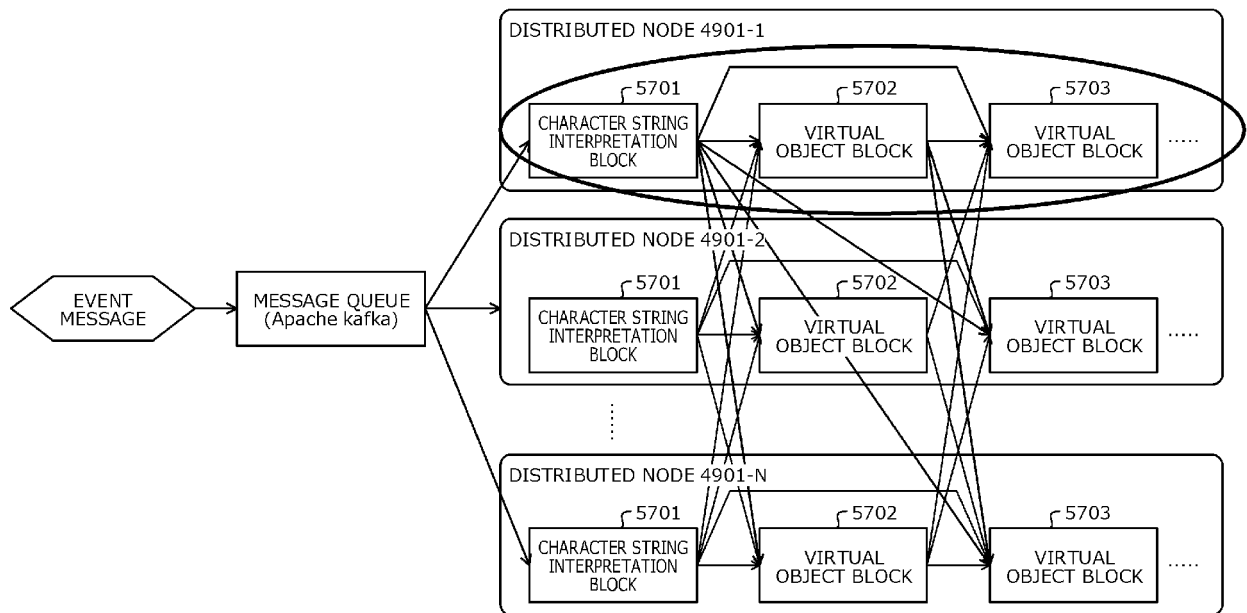 DISTRIBUTED NODE 4901-1
5701
5702
5703
CHARACTER STRING
INTERPRETATION
BLOCK
VIRTUAL
OBJECT BLOCK
VIRTUAL
OBJECT BLOCK
.....
DISTRIBUTED NODE 4901-2
5701
5702
5703
EVENT
MESSAGE
MESSAGE QUEUE
(Apache kafka)
CHARACTER STRING
INTERPRETATION
BLOCK
VIRTUAL
OBJECT BLOCK
VIRTUAL
OBJECT BLOCK
.....
DISTRIBUTED NODE 4901-N
5701
5702
5703
CHARACTER STRING
INTERPRETATION
BLOCK
VIRTUAL
OBJECT BLOCK
VIRTUAL
OBJECT BLOCK
.....